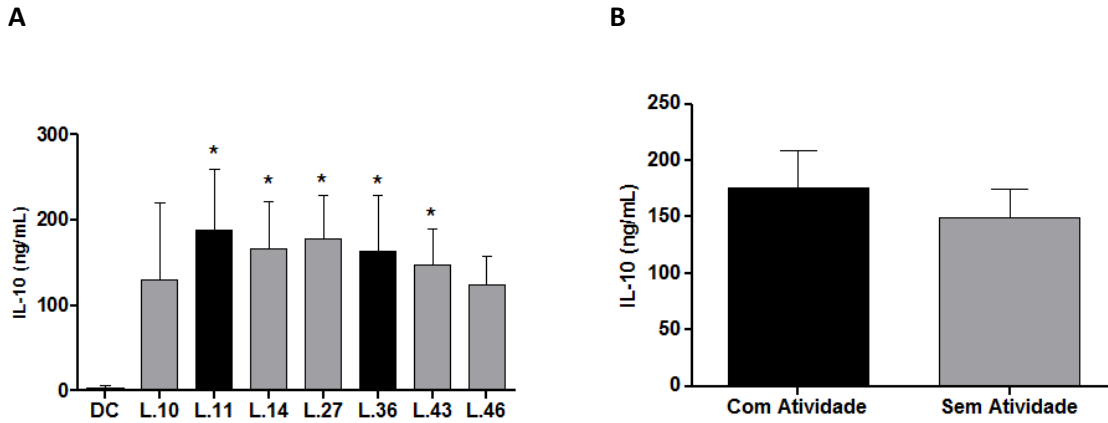 A
B
IL-10 (ng/mL)
300
200
100
0
* * * * *
DC L.10 L.11 L.14 L.27 L.36 L.43 L.46
IL-10 (ng/mL)
250
200
150
100
50
0
Com Atividade Sem Atividade